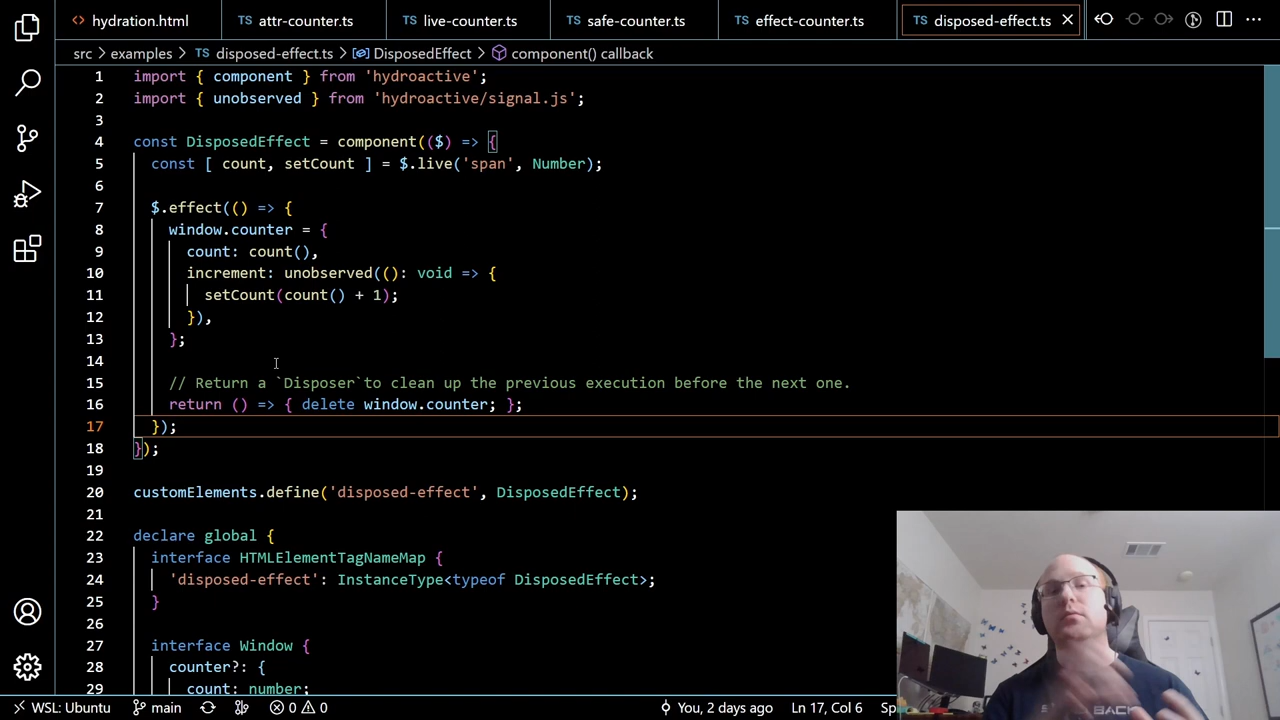 hydration.html
TS attr-counter.ts
TS live-counter.ts
TS safe-counter.ts
TS effect-counter.ts
TS disposed-effect.ts
src > examples > TS disposed-effect.ts > DisposedEffect > component() callback
1 import { component } from 'hydroactive';
2 import { unobserved } from 'hydroactive/signal.js';
3
4 const DisposedEffect = component(($) => {
5 const [ count, setCount ] = $.live('span', Number);
6
7 $.effect(() => {
8 window.counter = {
9 count: count(),
10 increment: unobserved((): void => {
11 setCount(count() + 1);
12 }),
13 };
14
15 // Return a `Disposer`to clean up the previous execution before the next one.
16 return () => { delete window.counter; };
17 });
18 });
19
20 customElements.define('disposed-effect', DisposedEffect);
21
22 declare global {
23 interface HTMLElementTagNameMap {
24 'disposed-effect': InstanceType<typeof DisposedEffect>;
25 }
26
27 interface Window {
28 counter?: {
29 count: number;
WSL: Ubuntu
main
0
0
You, 2 days ago
Ln 17, Col 6